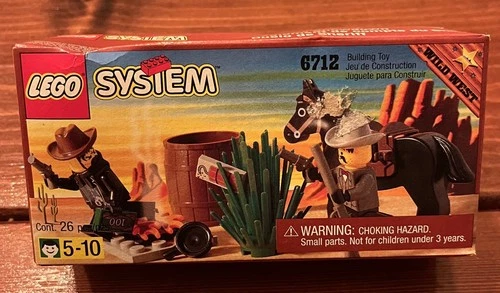 LEGO
SYSTEM
6712
Building Toy
Jeu de Construction
Juguete para Construir
WILD WEST
100
Cont. 26
5-10
WARNING: CHOKING HAZARD.
Small parts. Not for children under 3 years.